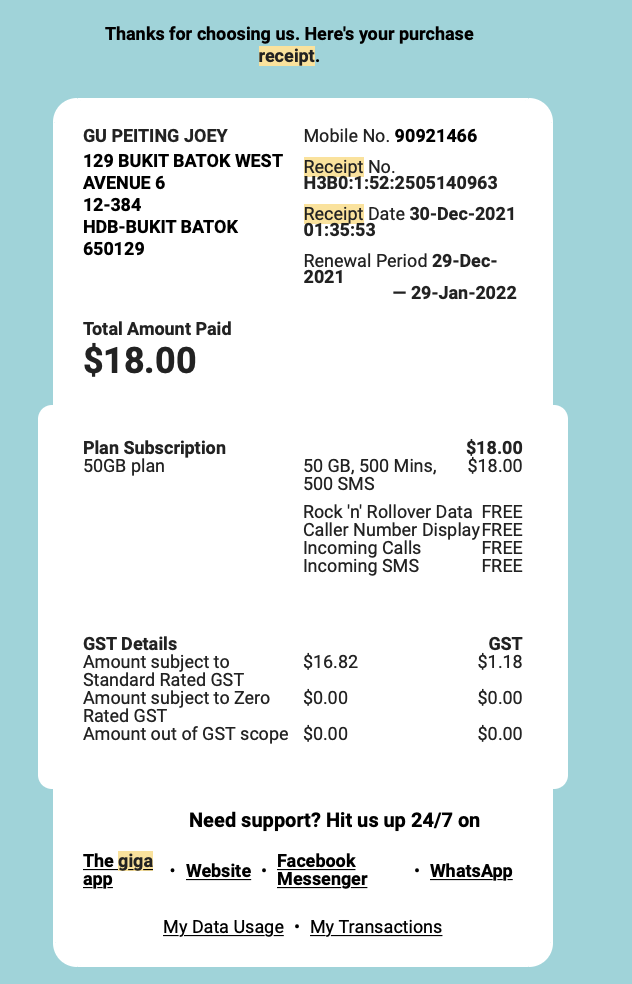 Thanks for choosing us. Here's your purchase
receipt.
GU PEITING JOEY
129 BUKIT BATOK WEST
AVENUE 6
12-384
HDB-BUKIT BATOK
650129
Mobile No. 90921466
Receipt No.
H3B0:1:52:2505140963
Receipt Date 30-Dec-2021
01:35:53
Renewal Period 29-Dec-
2021
— 29-Jan-2022
Total Amount Paid
$18.00
Plan Subscription $18.00
50GB plan 50 GB, 500 Mins, $18.00
500 SMS
Rock 'n' Rollover Data FREE
Caller Number Display FREE
Incoming Calls FREE
Incoming SMS FREE
GST Details GST
Amount subject to $16.82 $1.18
Standard Rated GST
Amount subject to Zero $0.00 $0.00
Rated GST
Amount out of GST scope $0.00 $0.00
Need support? Hit us up 24/7 on
The giga app • Website • Facebook Messenger • WhatsApp
My Data Usage • My Transactions